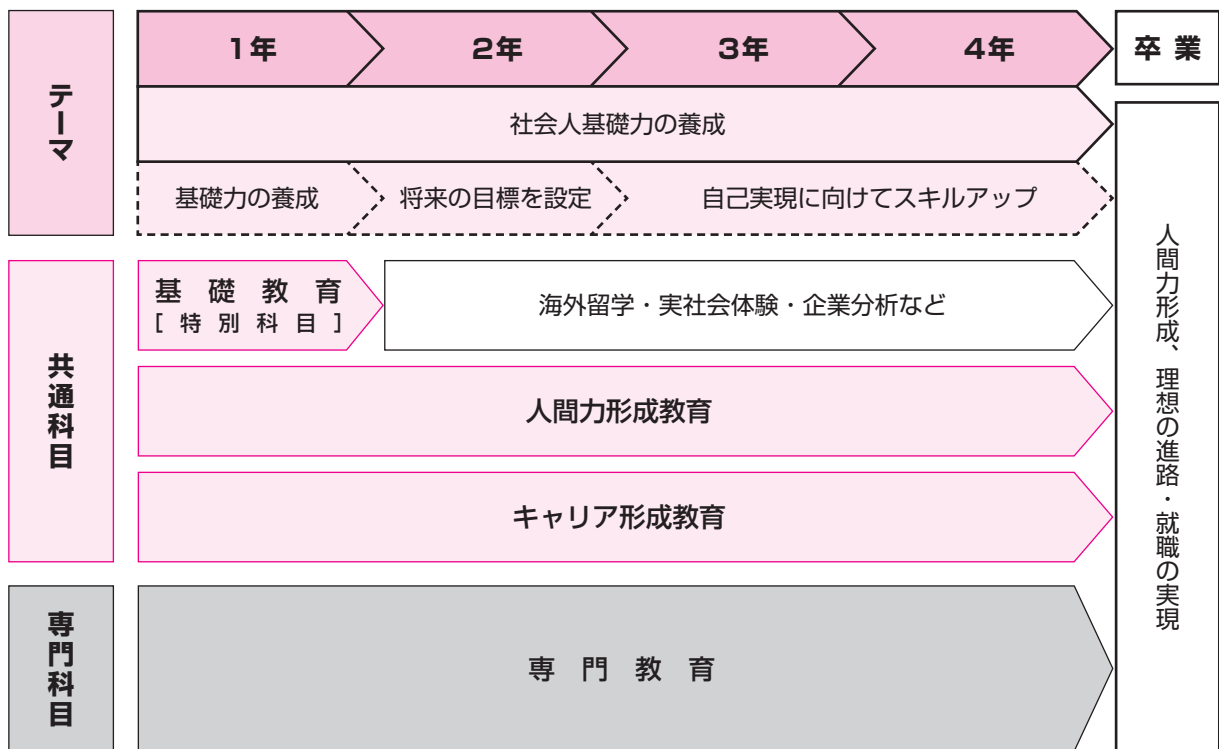 テーマ
1年
2年
3年
4年
卒業
社会人基礎力の養成
基礎力の養成
将来の目標を設定
自己実現に向けてスキルアップ
共通科目
基礎教育
[特別科目]
海外留学・実社会体験・企業分析など
人間力形成教育
キャリア形成教育
専門科目
専門教育
人間力形成、理想の進路・就職の実現